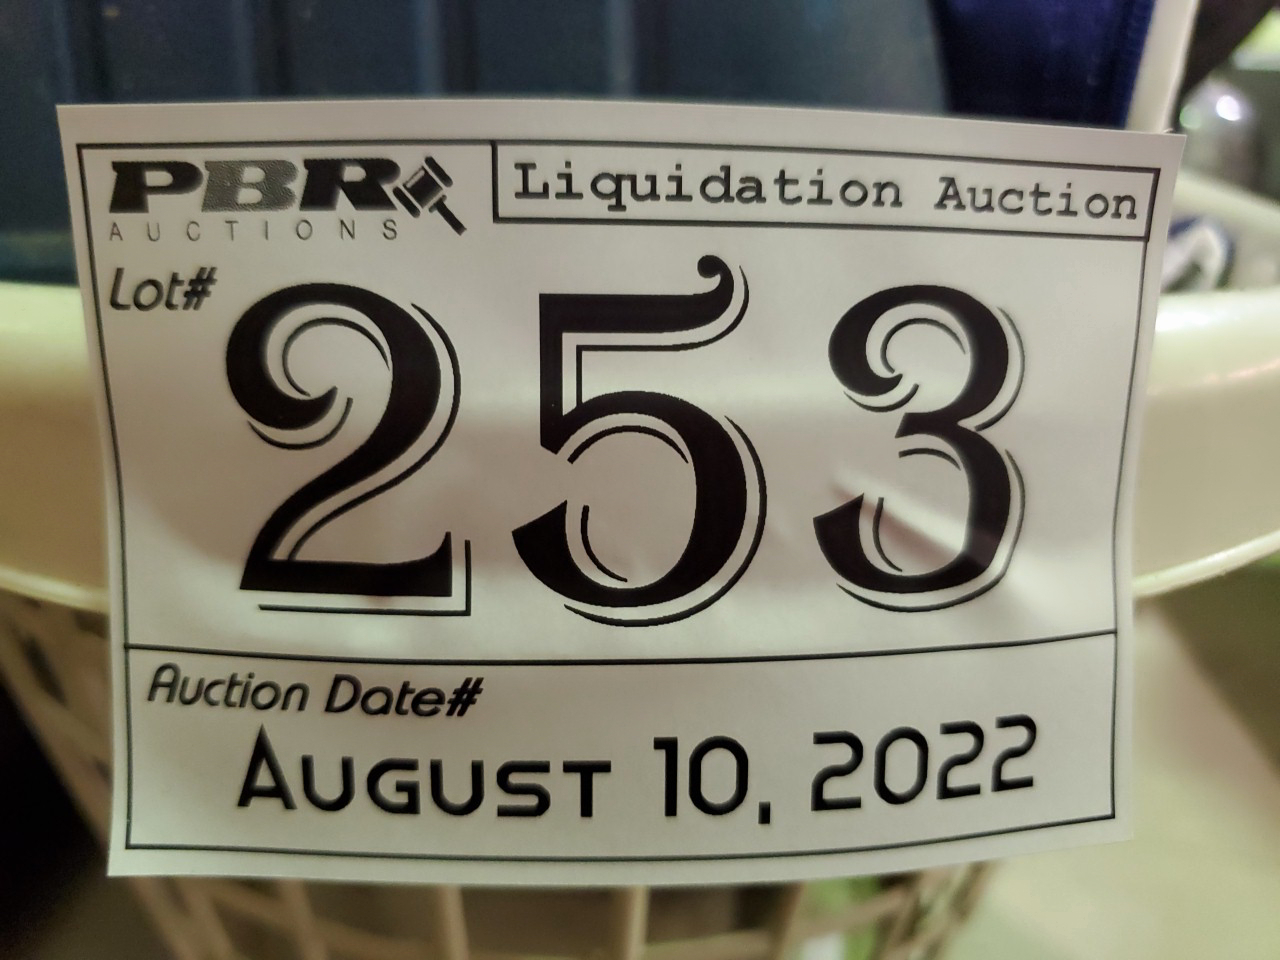 PBR
AUCTIONS
Liquidation Auction
Lot#
253
Auction Date#
August 10, 2022